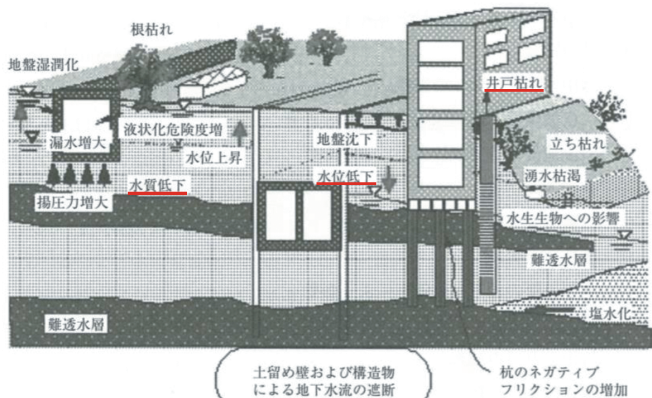 根枯れ
地盤湿潤化
井戸枯れ
漏水増大
液状化危険度増
地盤沈下
立ち枯れ
水位上昇
湧水枯渇
水質低下
水位低下
揚圧力増大
水生生物への影響
難透水層
塩水化
難透水層
土留め壁および構造物
による地下水流の遮断
杭のネガティブ
フリクションの増加